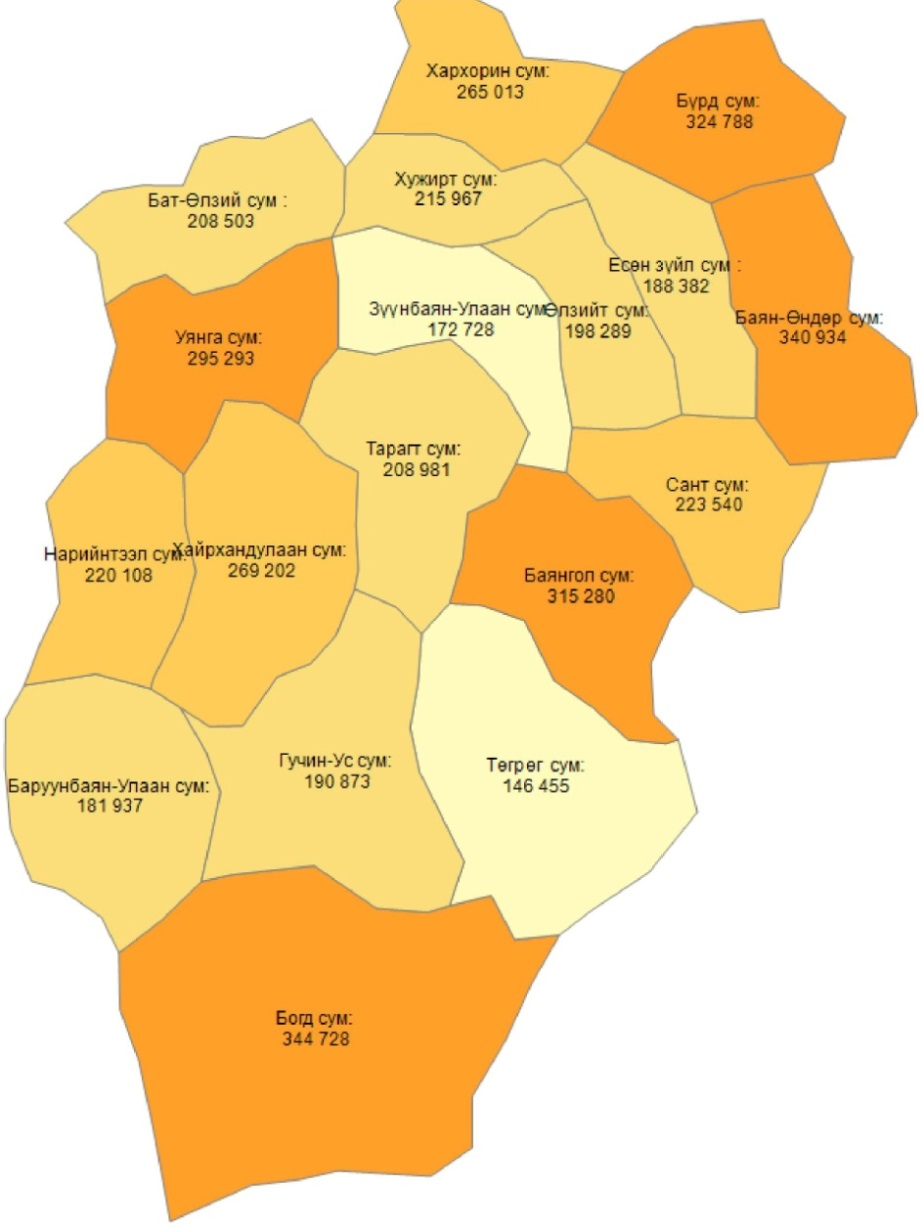 Хархорин сум:
265 013
Бүрд сум:
324 788
Хужирт сум:
215 967
Бат-Өлзий сум :
208 503
Есөн зүйл сум :
188 382
Зүүнбаян-Улаан сум:
172 728
Өлзийт сум:
198 289
Баян-Өндөр сум:
340 934
Уянга сум:
295 293
Тарагт сум:
208 981
Сант сум:
223 540
Нарийнтээл сум:
220 108
Хайрхандулаан сум:
269 202
Баянгол сум:
315 280
Гучин-Ус сум:
190 873
Төгрөг сум:
146 455
Баруунбаян-Улаан сум:
181 937
Богд сум:
344 728